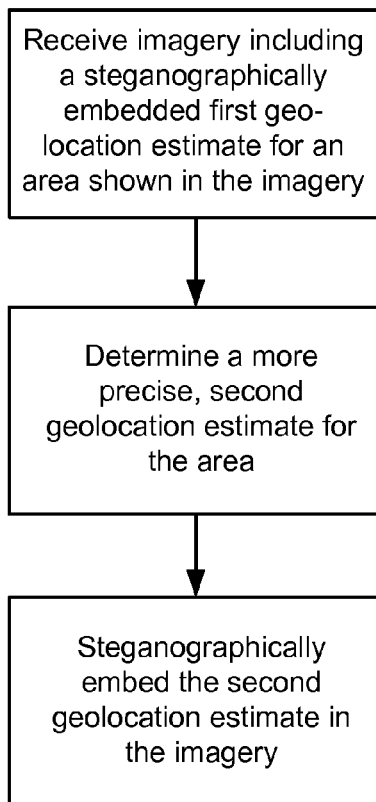 Receive imagery including
a steganographically
embedded first geo-
location estimate for an
area shown in the imagery
Determine a more
precise, second
geolocation estimate for
the area
Steganographically
embed the second
geolocation estimate in
the imagery